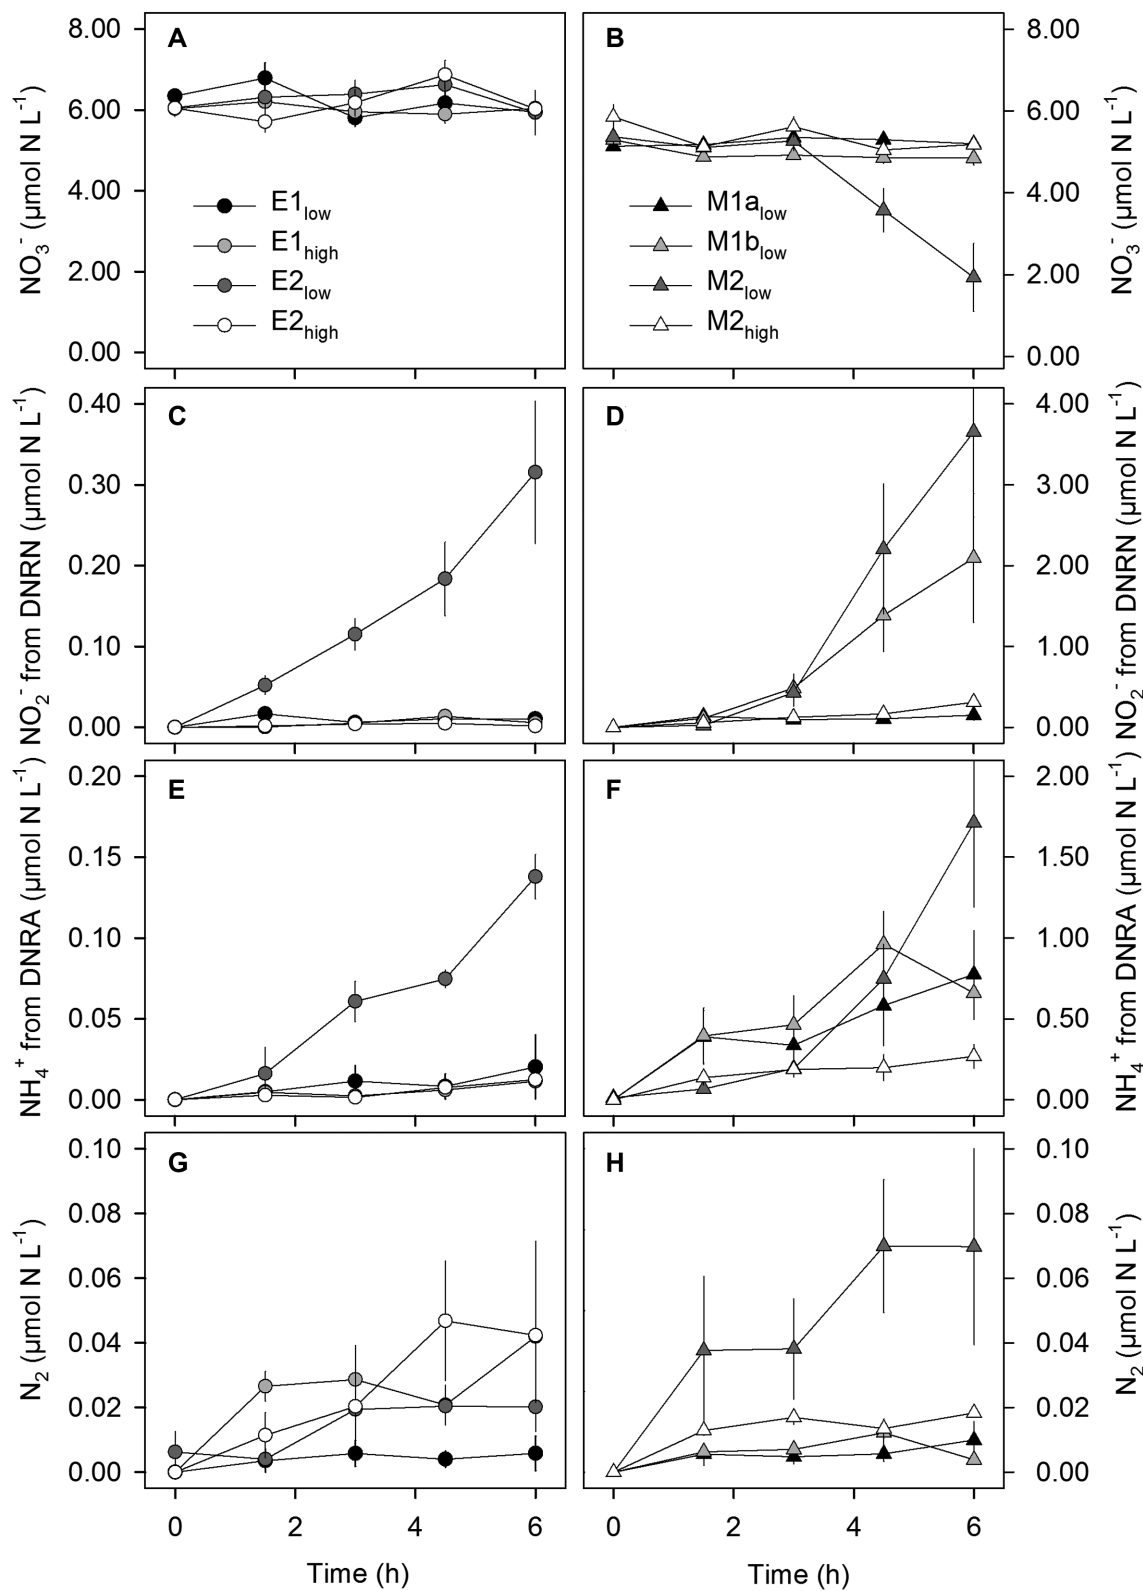 A
B
8.00
6.00
4.00
2.00
0.00
NO₃⁻ (µmol N L⁻¹)
E1low
E1high
E2low
E2high
M1alow
M1blow
M2low
M2high
8.00
6.00
4.00
2.00
0.00
NO₃⁻ (µmol N L⁻¹)
C
D
0.40
0.30
0.20
0.10
0.00
NO₂⁻ from DNRN (µmol N L⁻¹)
4.00
3.00
2.00
1.00
0.00
NO₂⁻ from DNRN (µmol N L⁻¹)
E
F
0.20
0.15
0.10
0.05
0.00
NH₄⁺ from DNRA (µmol N L⁻¹)
2.00
1.50
1.00
0.50
0.00
NH₄⁺ from DNRA (µmol N L⁻¹)
G
H
0.10
0.08
0.06
0.04
0.02
0.00
N₂ (µmol N L⁻¹)
0.10
0.08
0.06
0.04
0.02
0.00
N₂ (µmol N L⁻¹)
0 2 4 6
0 2 4 6
Time (h)
Time (h)